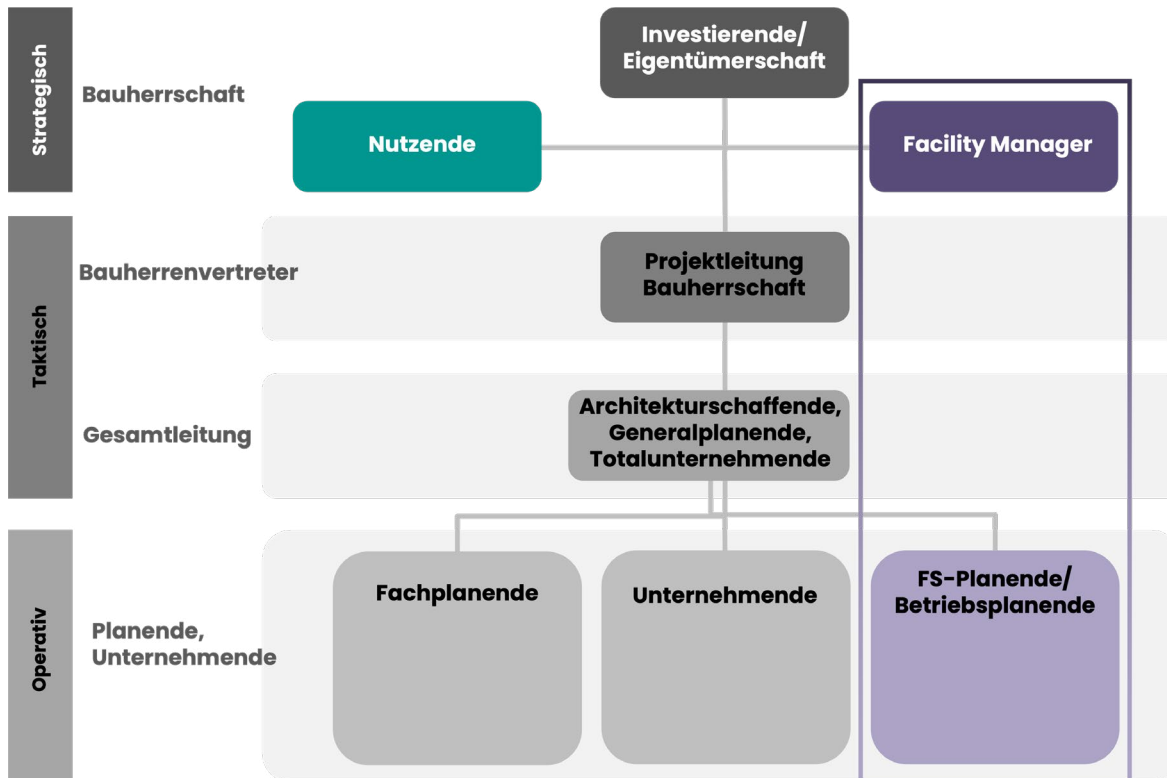 Strategisch
Bauherrschaft
Investierende/
Eigentümerschaft
Nutzende
Facility Manager
Taktisch
Bauherrenvertreter
Projektleitung
Bauherrschaft
Gesamtleitung
Architekturschaffende,
Generalplanende,
Totalunternehmende
Operativ
Planende,
Unternehmende
Fachplanende
Unternehmende
FS-Planende/
Betriebsplanende